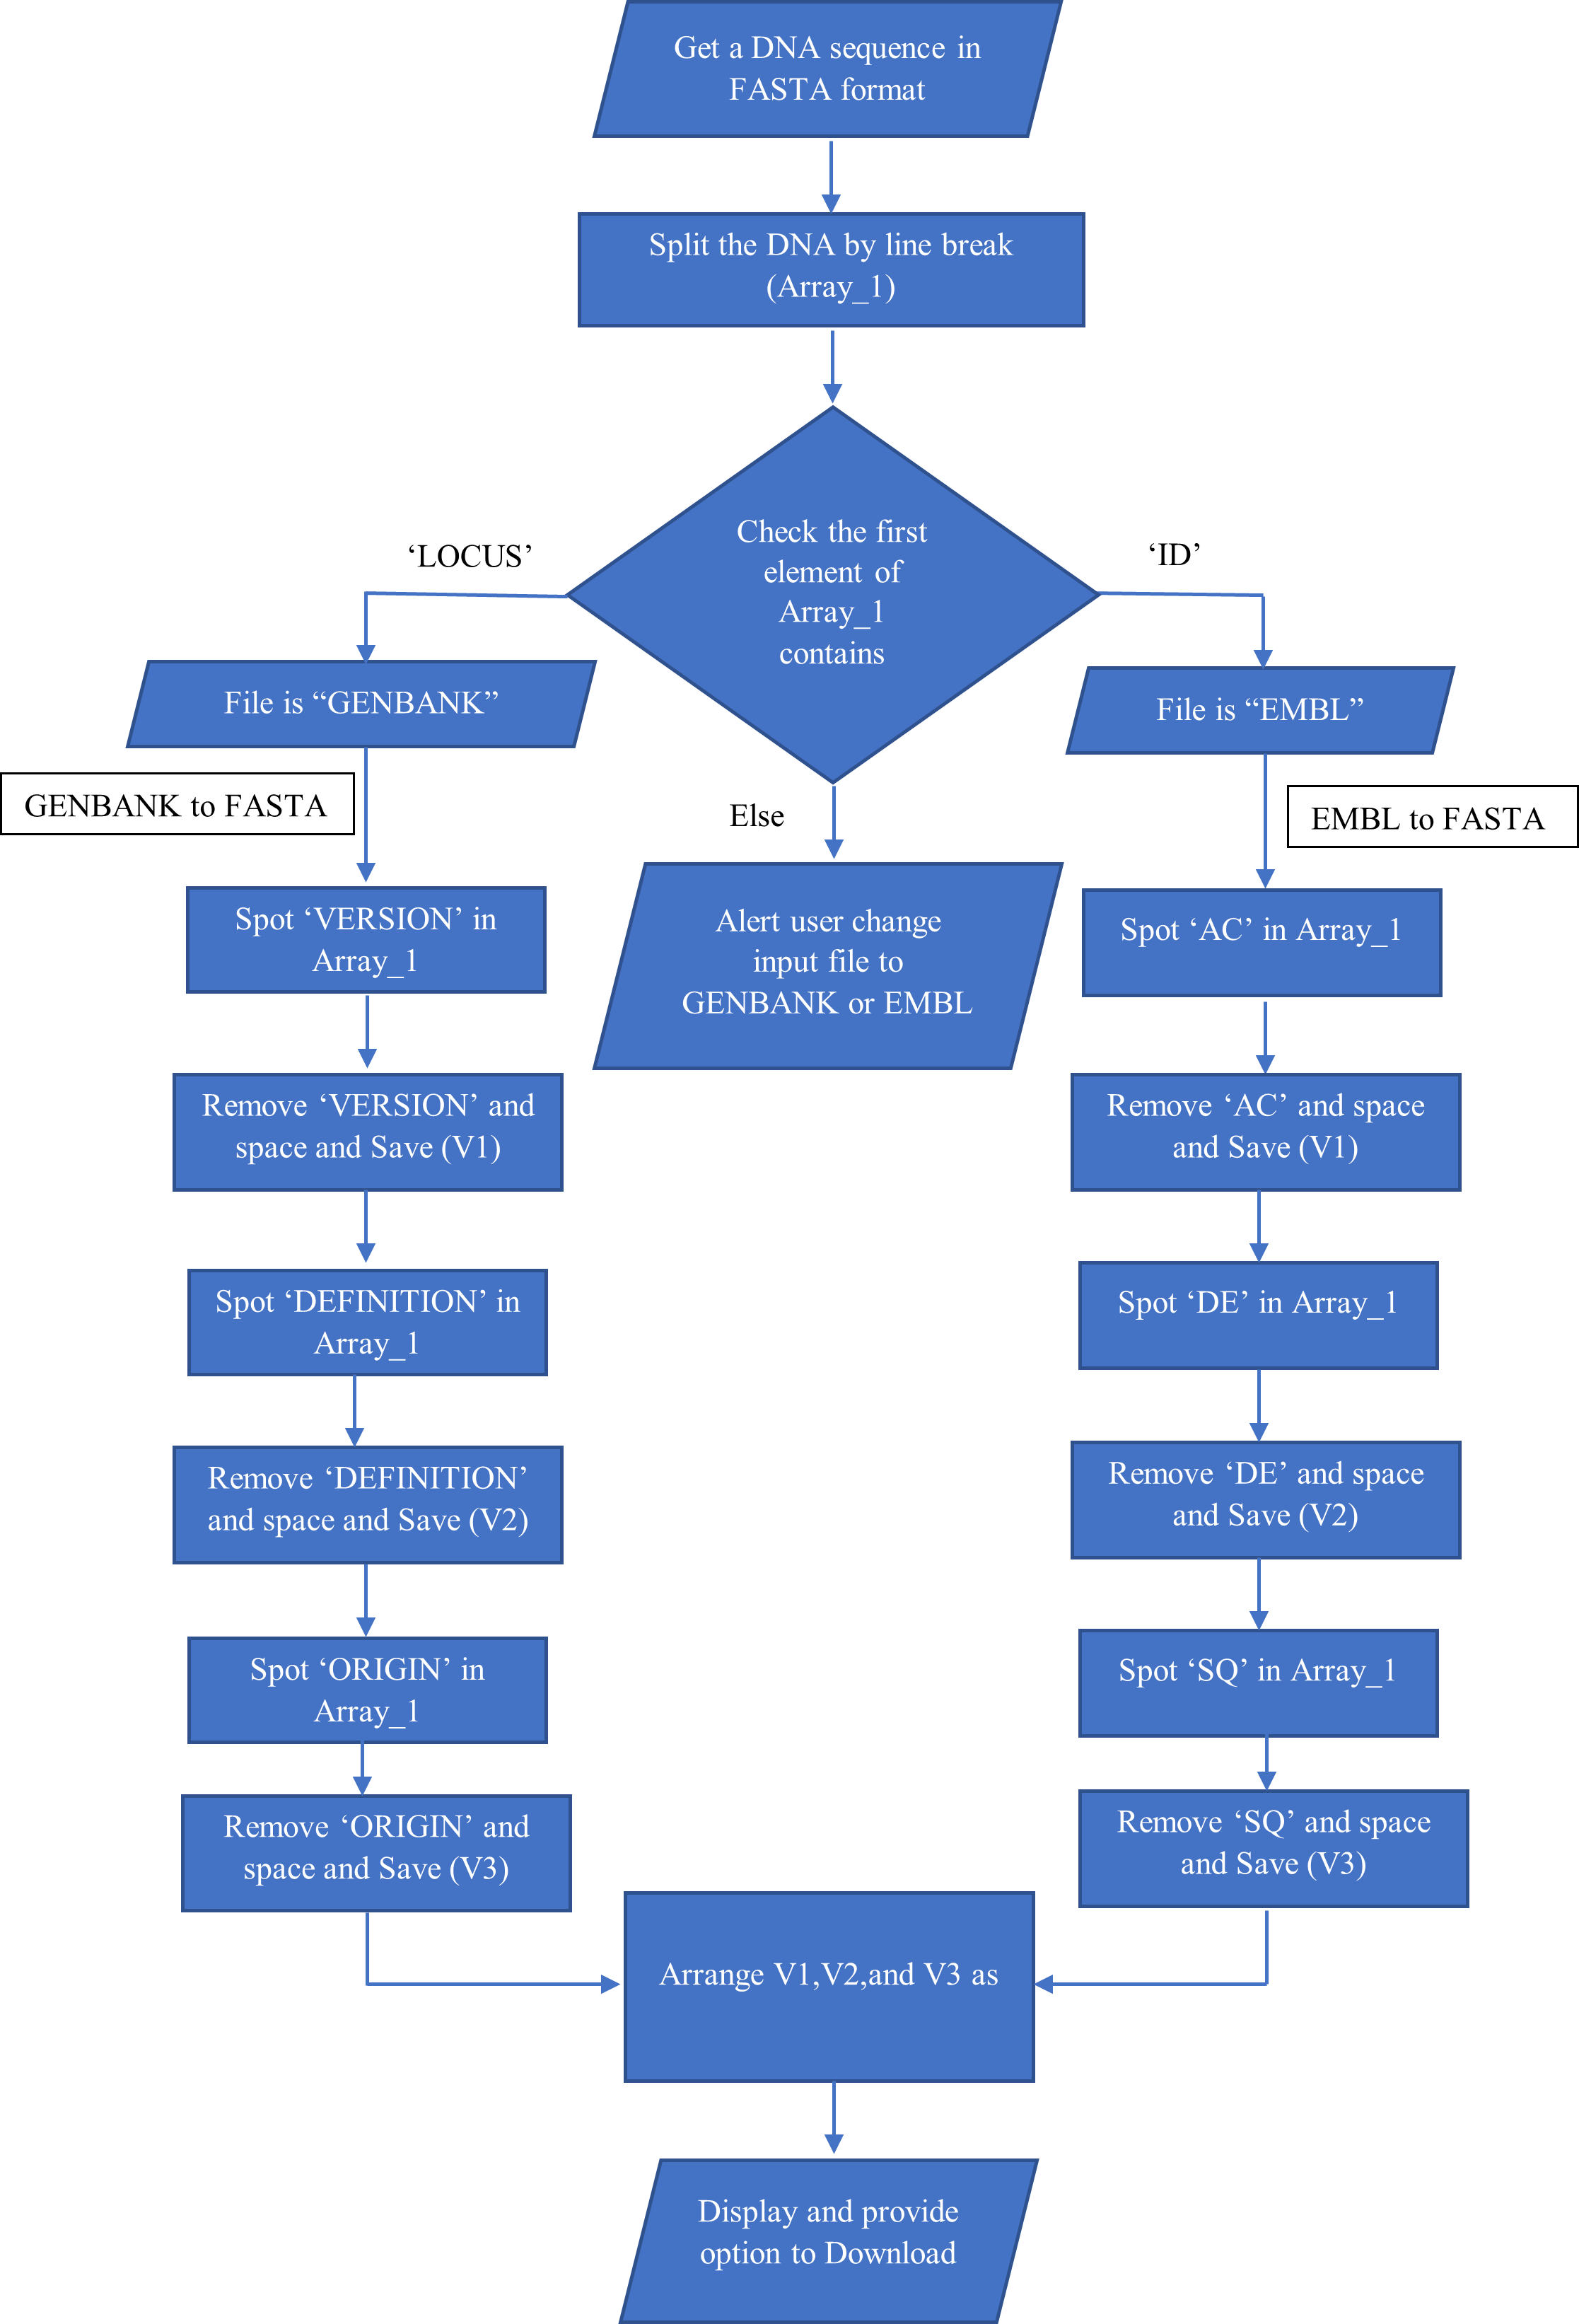 Get a DNA sequence in
FASTA format
Split the DNA by line break
(Array_1)
Check the first
element of
Array_1
contains
‘LOCUS’
‘ID’
Else
File is “GENBANK”
GENBANK to FASTA
Spot ‘VERSION’ in
Array_1
Remove ‘VERSION’ and
space and Save (V1)
Spot ‘DEFINITION’ in
Array_1
Remove ‘DEFINITION’
and space and Save (V2)
Spot ‘ORIGIN’ in
Array_1
Remove ‘ORIGIN’ and
space and Save (V3)
Alert user change
input file to
GENBANK or EMBL
File is “EMBL”
EMBL to FASTA
Spot ‘AC’ in Array_1
Remove ‘AC’ and space
and Save (V1)
Spot ‘DE’ in Array_1
Remove ‘DE’ and space
and Save (V2)
Spot ‘SQ’ in Array_1
Remove ‘SQ’ and space
and Save (V3)
Arrange V1,V2,and V3 as
Display and provide
option to Download